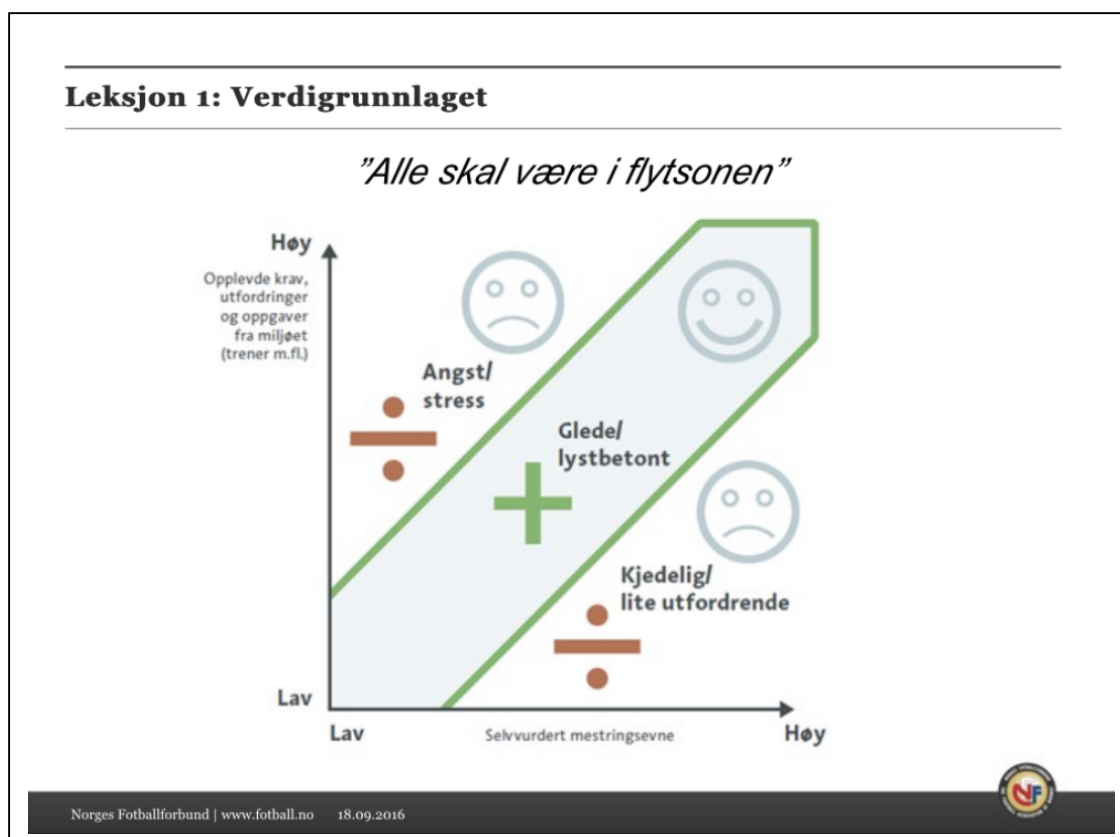 Leksjon 1: Verdigrunnlaget
”Alle skal være i flytsonen”
Høy
Opplevde krav,
utfordringer
og oppgaver
fra miljøet
(trener m.fl.)
Angst/
stress
Glede/
lystbetont
Kjedelig/
lite utfordrende
Lav
Lav
Selvvurdert mestringsevne
Høy
Norges Fotballforbund | www.fotball.no 18.09.2016